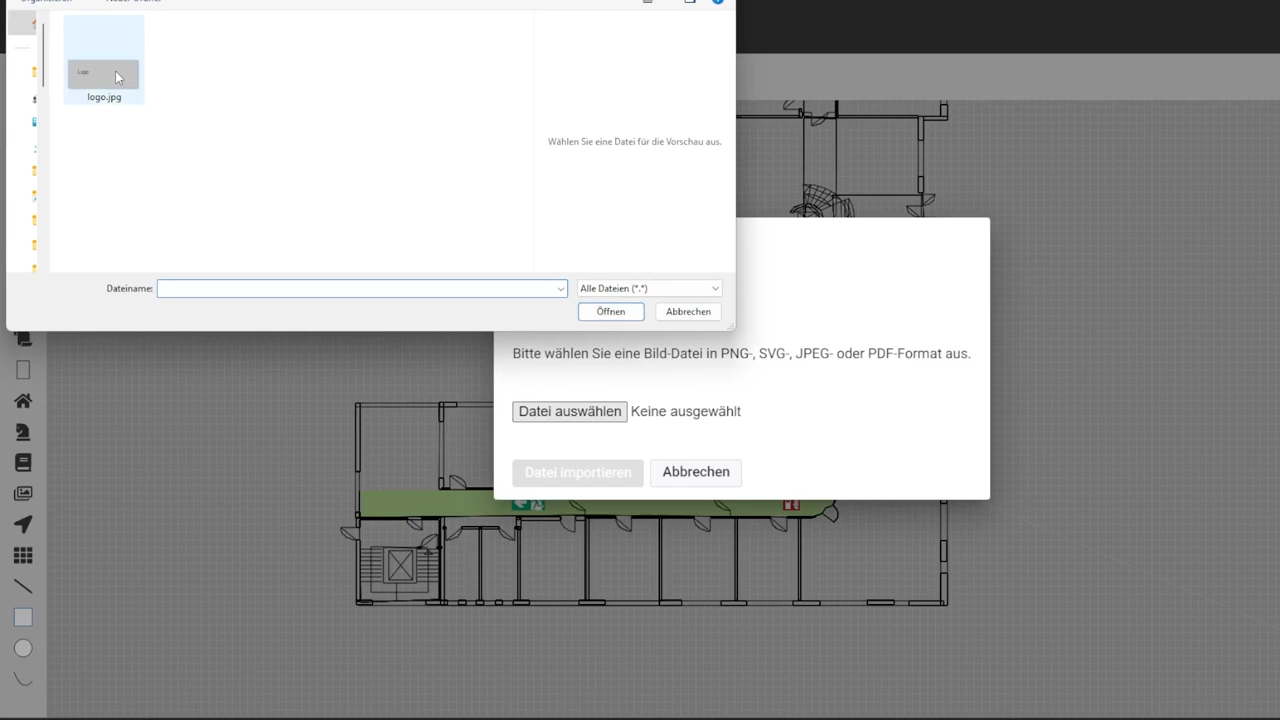 Logo
logo.jpg
Wählen Sie eine Datei für die Vorschau aus.
Dateiname:
Alle Dateien (*.*)
Öffnen
Abbrechen
Bitte wählen Sie eine Bild-Datei in PNG-, SVG-, JPEG- oder PDF-Format aus.
Datei auswählen Keine ausgewählt
Datei importieren
Abbrechen